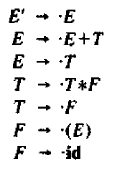 E' → ·E
E → ·E+T
E → ·T
T → ·T*F
T → ·F
F → ·(E)
F → ·id